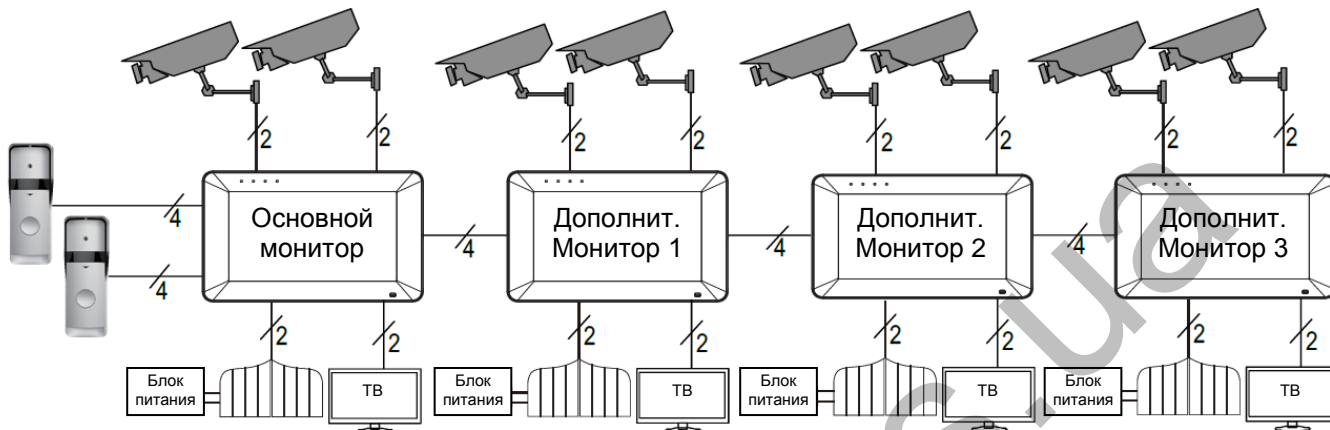 2
2
2
2
2
2
2
2
4
4
Основной
монитор
4
Дополнит.
Монитор 1
4
Дополнит.
Монитор 2
4
Дополнит.
Монитор 3
2
2
2
2
2
2
2
2
Блок
питания
ТВ
Блок
питания
ТВ
Блок
питания
ТВ
Блок
питания
ТВ
s.ua